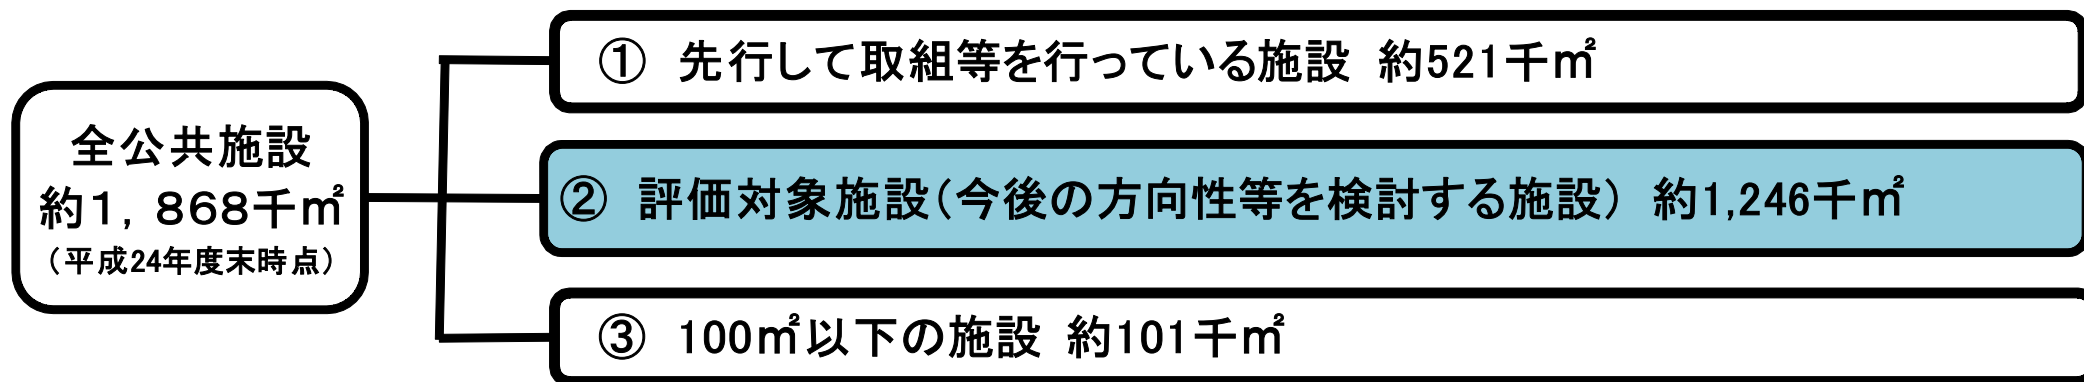 全公共施設
約1，868千㎡
（平成24年度末時点）
① 先行して取組等を行っている施設 約521千㎡
② 評価対象施設（今後の方向性等を検討する施設） 約1,246千㎡
③ 100㎡以下の施設 約101千㎡